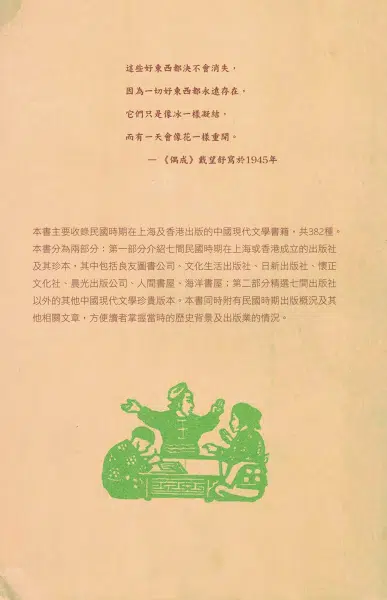 這些好東西都決不會消失，
因為一切好東西都永遠存在，
它們只是像冰一樣凝結，
而有一天會像花一樣重開。
— 《偶成》戴望舒寫於1945年
本書主要收錄民國時期在上海及香港出版的中國現代文學書籍，共382種。
本書分為兩部分：第一部分介紹七間民國時期在上海或香港成立的出版社
及其珍本，其中包括良友圖書公司、文化生活出版社、日新出版社、懷正
文化社、晨光出版公司、人間書屋、海洋書屋；第二部分精選七間出版社
以外的其他中國現代文學珍貴版本。本書同時附有民國時期出版概況及其
他相關文章，方便讀者掌握當時的歷史背景及出版業的情況。